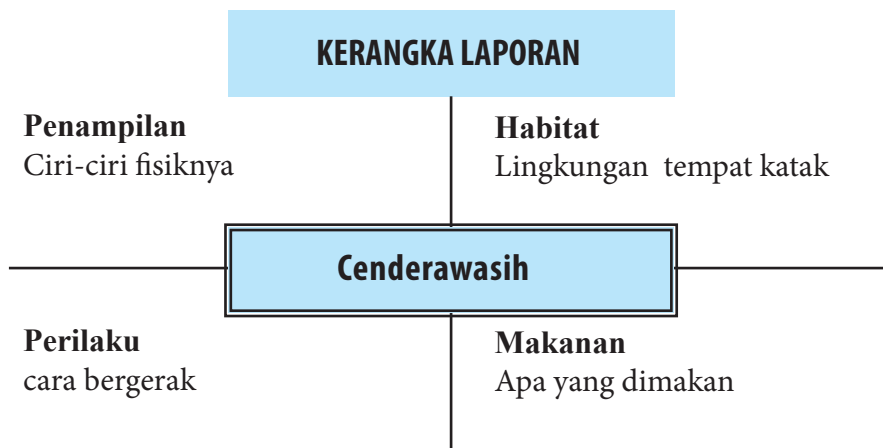 KERANGKA LAPORAN
Penampilan
Ciri-ciri fisiknya
Habitat
Lingkungan tempat katak
Cenderawasih
Perilaku
cara bergerak
Makanan
Apa yang dimakan